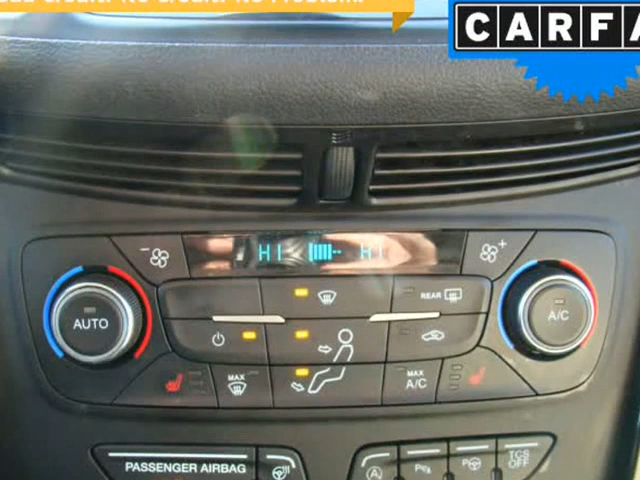 CARFA
HI HI
AUTO
REAR
A/C
MAX
MAX
A/C
PASSENGER AIRBAG
TCS
OFF